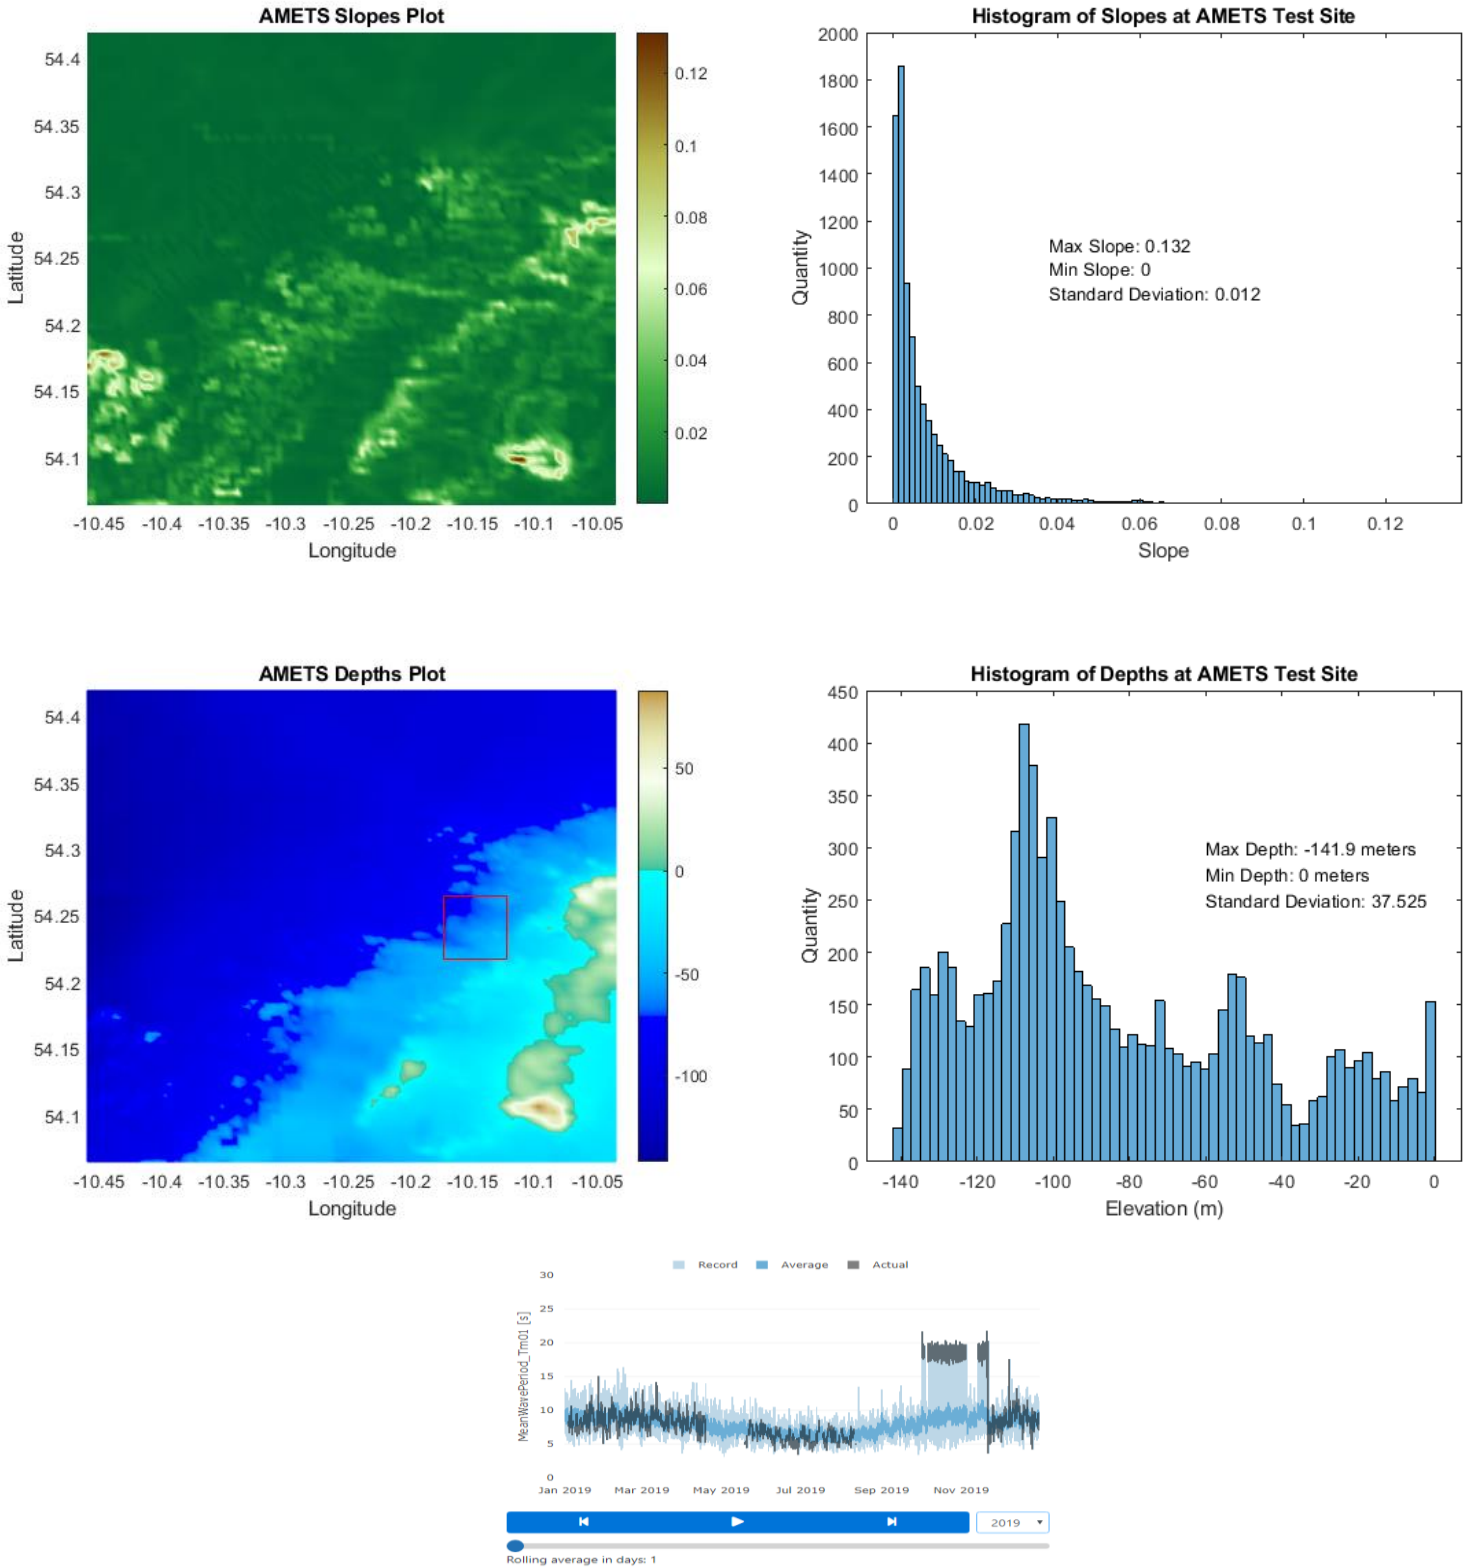 AMETS Slopes Plot
54.4
54.35
54.3
54.25
54.2
54.15
54.1
Latitude
-10.45 -10.4 -10.35 -10.3 -10.25 -10.2 -10.15 -10.1 -10.05
Longitude
0.12
0.1
0.08
0.06
0.04
0.02
Histogram of Slopes at AMETS Test Site
2000
1800
1600
1400
1200
1000
800
600
400
200
0
Quantity
Max Slope: 0.132
Min Slope: 0
Standard Deviation: 0.012
0 0.02 0.04 0.06 0.08 0.1 0.12
Slope
AMETS Depths Plot
54.4
54.35
54.3
54.25
54.2
54.15
54.1
Latitude
-10.45 -10.4 -10.35 -10.3 -10.25 -10.2 -10.15 -10.1 -10.05
Longitude
50
0
-50
-100
Histogram of Depths at AMETS Test Site
450
400
350
300
250
200
150
100
50
0
Quantity
Max Depth: -141.9 meters
Min Depth: 0 meters
Standard Deviation: 37.525
-140 -120 -100 -80 -60 -40 -20 0
Elevation (m)
Record Average Actual
30
25
20
15
10
5
0
MeanWavePeriod_Tm01 [s]
Jan 2019 Mar 2019 May 2019 Jul 2019 Sep 2019 Nov 2019
2019
Rolling average in days: 1